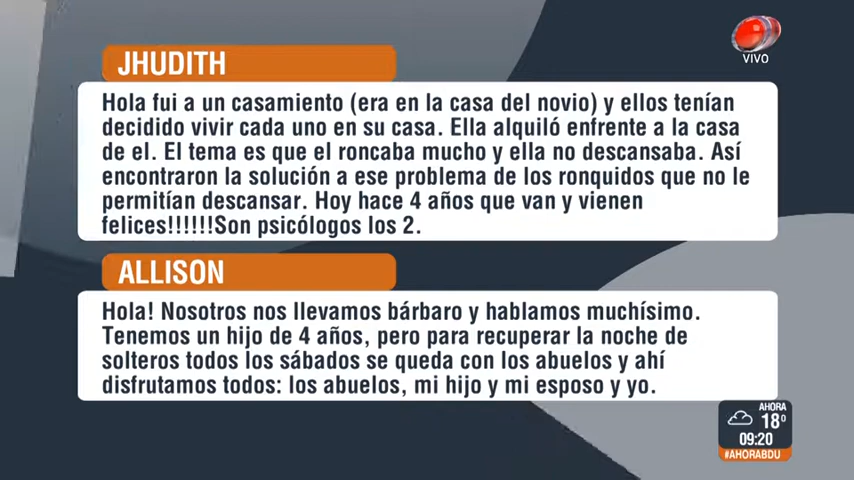 VIVO
JHUDITH
Hola fui a un casamiento (era en la casa del novio) y ellos tenían
decidido vivir cada uno en su casa. Ella alquiló enfrente a la casa
de el. El tema es que el roncaba mucho y ella no descansaba. Así
encontraron la solución a ese problema de los ronquidos que no le
permitían descansar. Hoy hace 4 años que van y vienen
felices!!!!!!Son psicólogos los 2.
ALLISON
Hola! Nosotros nos llevamos bárbaro y hablamos muchísimo.
Tenemos un hijo de 4 años, pero para recuperar la noche de
solteros todos los sábados se queda con los abuelos y ahí
disfrutamos todos: los abuelos, mi hijo y mi esposo y yo.
AHORA
18º
09:20
#AHORABDU